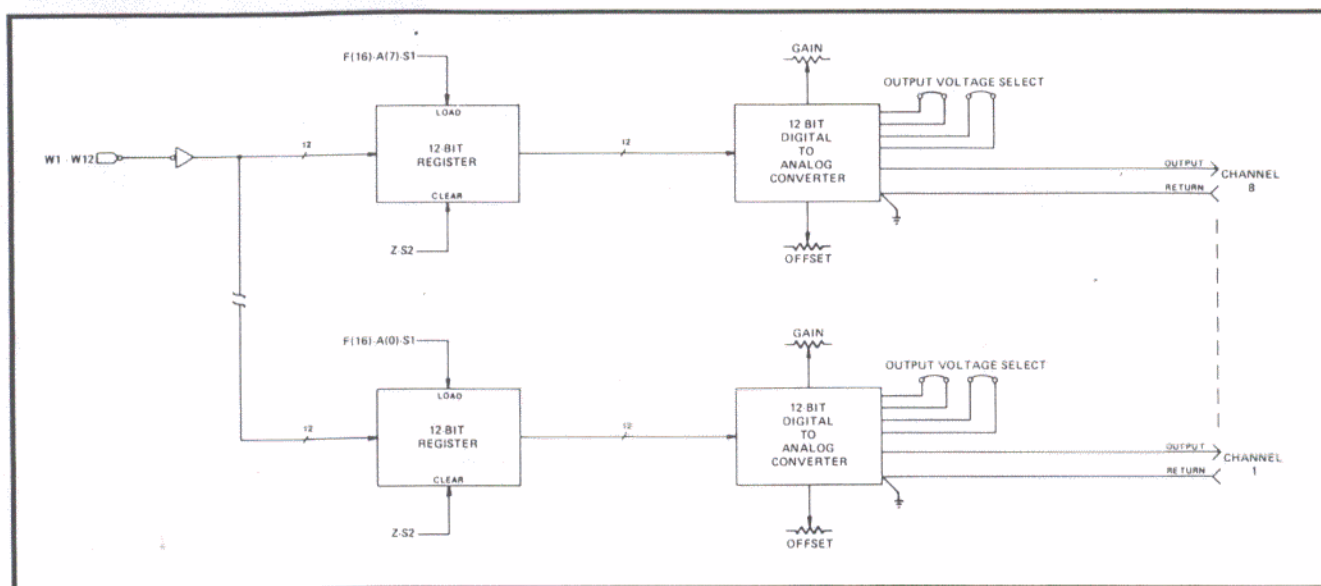 F(16)·A(7)·S1
GAIN
OUTPUT VOLTAGE SELECT
LOAD
W1 - W12
12
12-BIT
REGISTER
12
12 BIT
DIGITAL
TO
ANALOG
CONVERTER
OUTPUT
RETURN
CHANNEL
8
CLEAR
Z·S2
OFFSET
F(16)·A(0)·S1
GAIN
OUTPUT VOLTAGE SELECT
LOAD
12
12-BIT
REGISTER
12
12-BIT
DIGITAL
TO
ANALOG
CONVERTER
OUTPUT
RETURN
CHANNEL
1
CLEAR
Z·S2
OFFSET